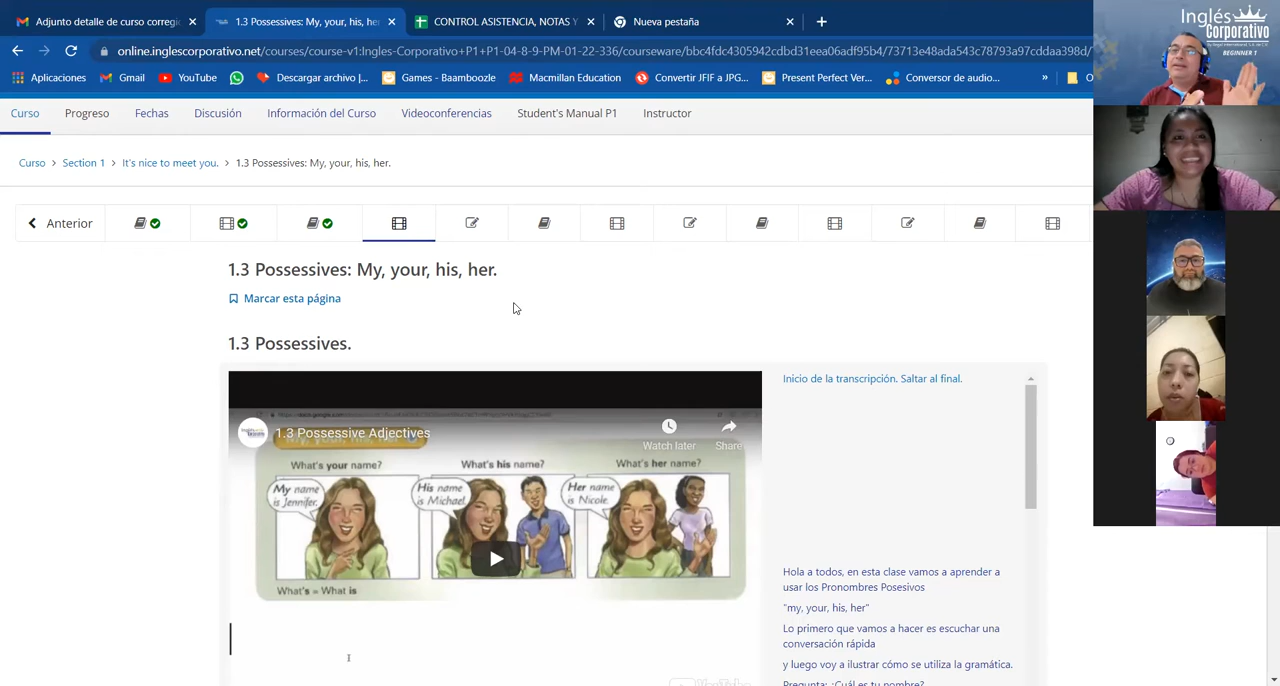 Adjunto detalle de curso corregi
1.3 Possessives: My, your, his, he
CONTROL ASISTENCIA, NOTAS Y
Nueva pestaña
online.inglescorporativo.net/courses/course-v1:Ingles-Corporativo+P1+P1-04-8-9-PM-01-22-336/courseware/bbc4fdc4305942cdbd31eea06adf95b4/73713e48ada543c78793a97cddaa398d/
Aplicaciones
Gmail
YouTube
Descargar archivo |...
Games - Baamboozle
Macmillan Education
Convertir JFIF a JPG...
Present Perfect Ver...
Conversor de audio...
»
Inglés
Corporativo
BEGINNER 1
Curso
Progreso
Fechas
Discusión
Información del Curso
Videoconferencias
Student's Manual P1
Instructor
Curso > Section 1 > It's nice to meet you. > 1.3 Possessives: My, your, his, her.
Anterior
1.3 Possessives: My, your, his, her.
Marcar esta página
1.3 Possessives.
1.3 Possessive Adjectives
Watch later
Share
What's your name?
What's his name?
What's her name?
My name
is Jennifer.
His name
is Michael.
Her name
is Nicole.
What's = What is
YouTube
Inicio de la transcripción. Saltar al final.
Hola a todos, en esta clase vamos a aprender a
usar los Pronombres Posesivos
"my, your, his, her"
Lo primero que vamos a hacer es escuchar una
conversación rápida
y luego voy a ilustrar cómo se utiliza la gramática.
Pregunta: ¿Cuál es tu nombre?